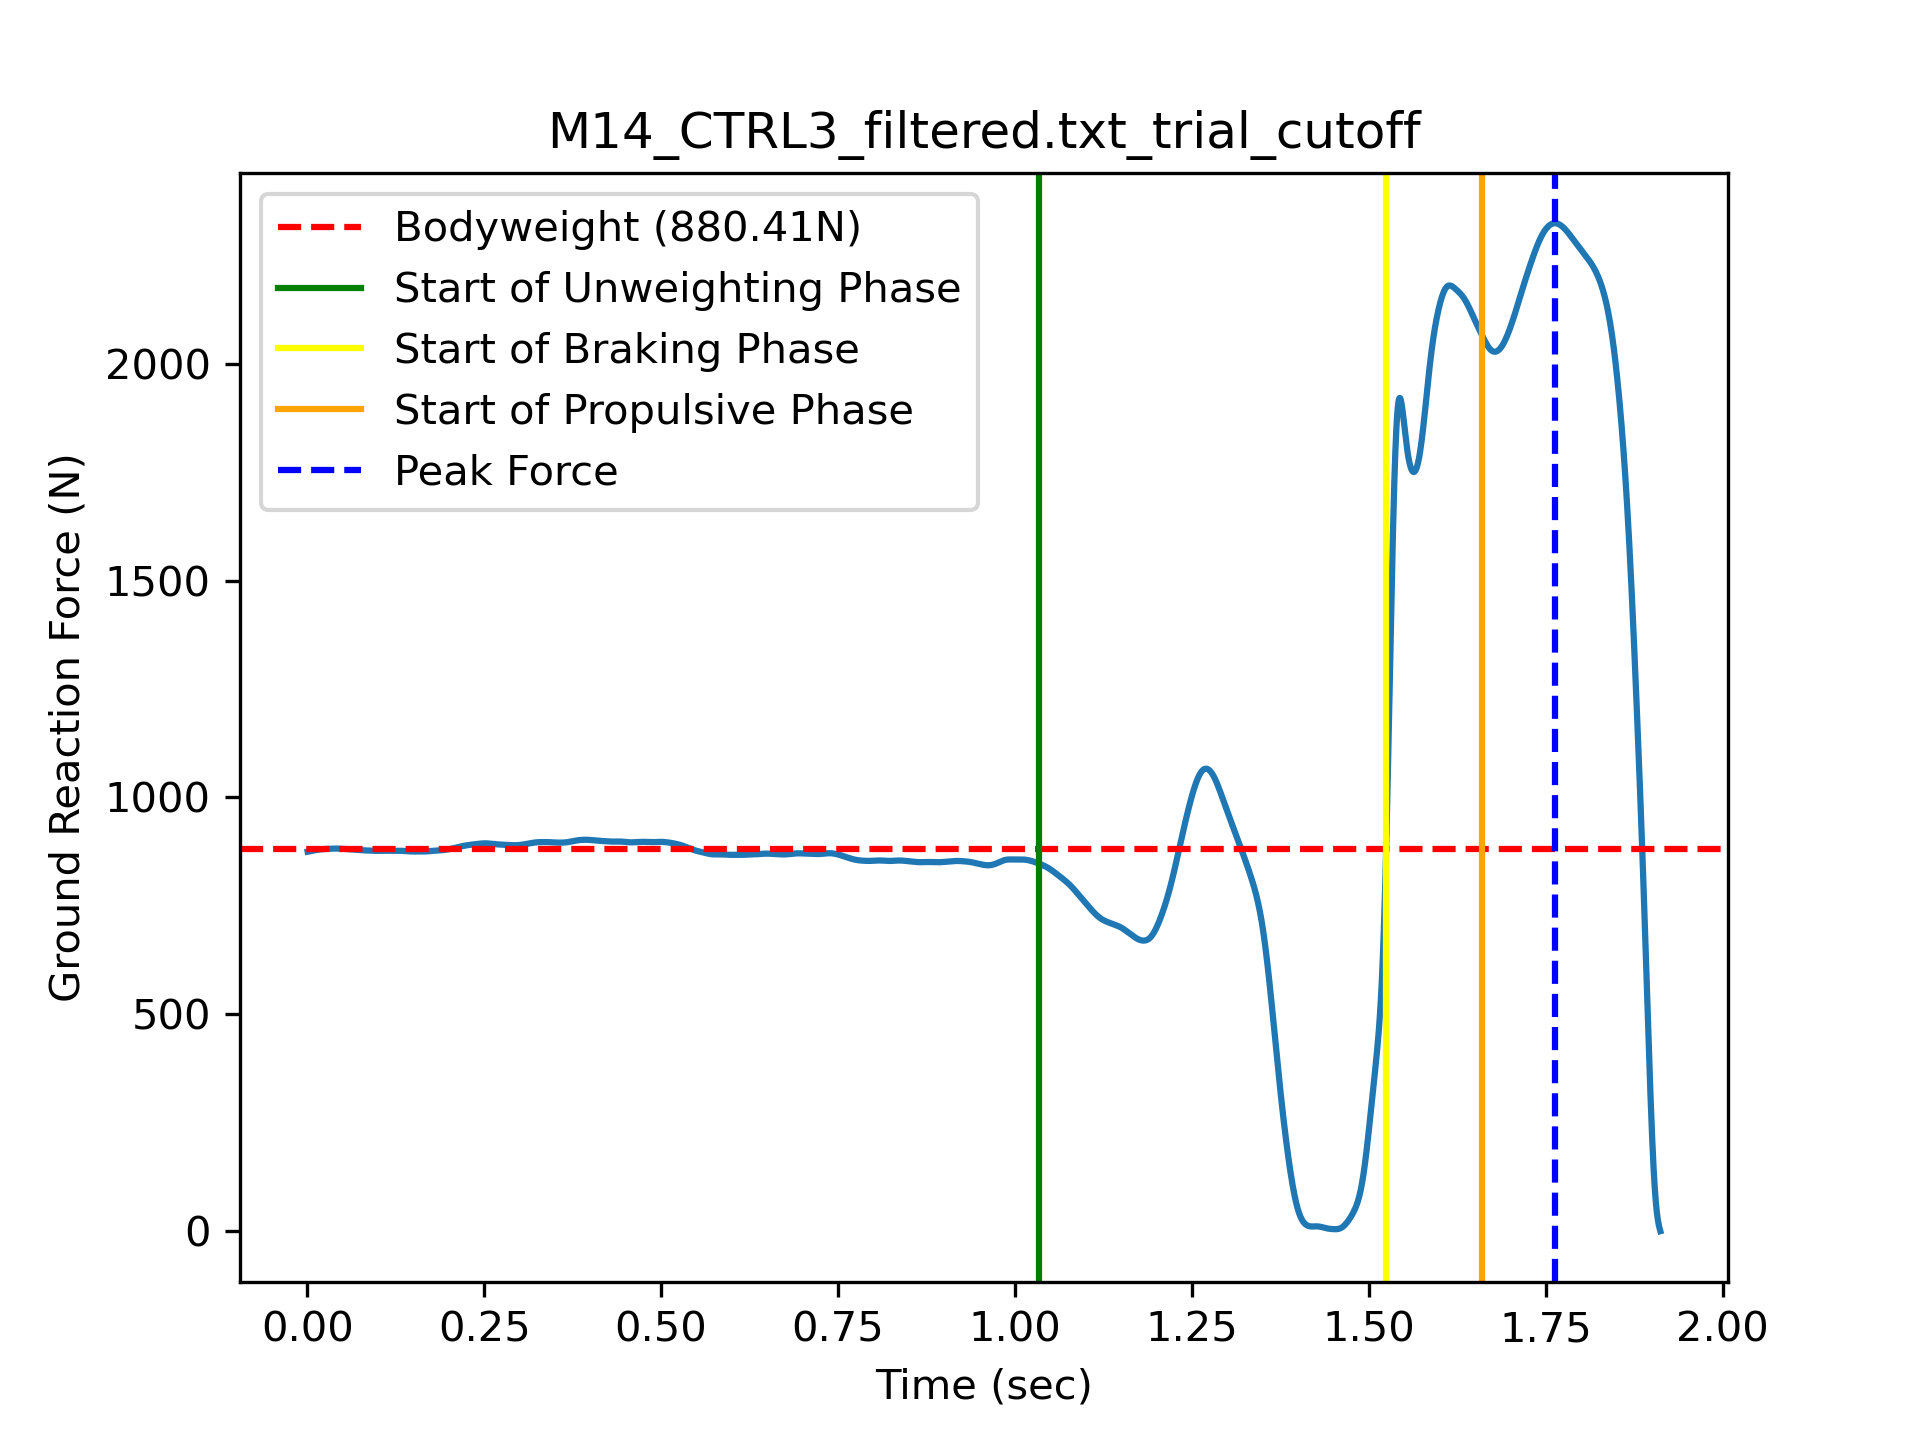 M14_CTRL3_filtered.txt_trial_cutoff
Bodyweight (880.41N)
Start of Unweighting Phase
Start of Braking Phase
Start of Propulsive Phase
Peak Force
Ground Reaction Force (N)
2000
1500
1000
500
0
0.00 0.25 0.50 0.75 1.00 1.25 1.50 1.75 2.00
Time (sec)